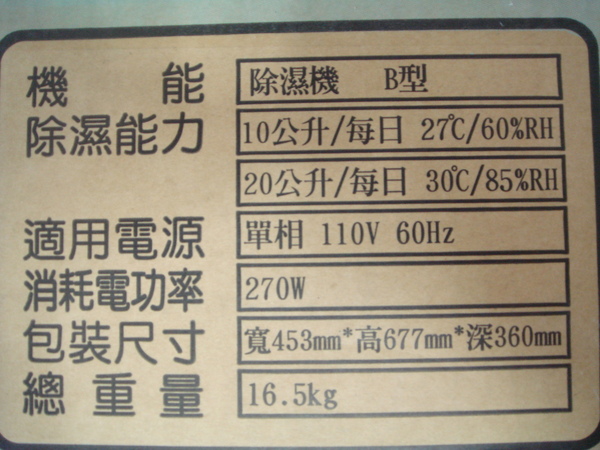 機能 除濕機 B型
除濕能力 10公升/每日 27℃/60%RH
20公升/每日 30℃/85%RH
適用電源 單相 110V 60Hz
消耗電功率 270W
包裝尺寸 寬453mm*高677mm*深360mm
總重量 16.5kg